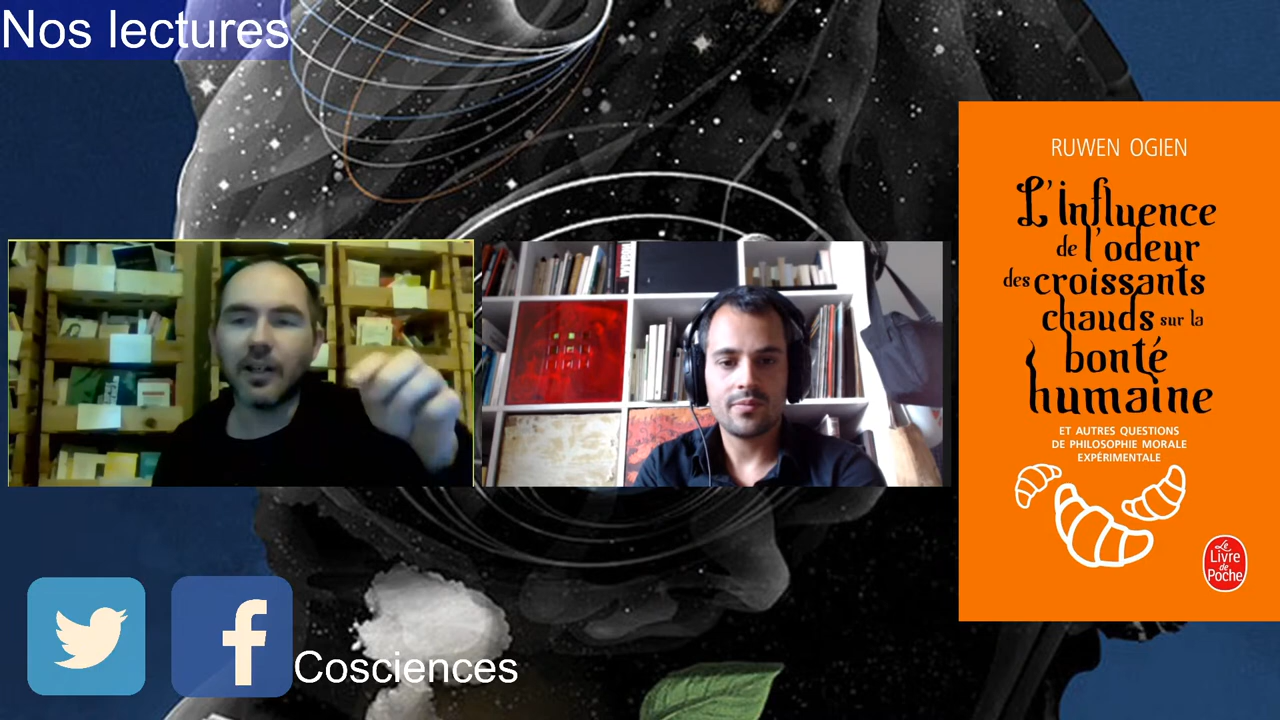 Nos lectures
RUWEN OGIEN
L'influence
de l'odeur
des croissants
chauds sur la
bonté
humaine
ET AUTRES QUESTIONS
DE PHILOSOPHIE MORALE
EXPÉRIMENTALE
Le
Livre
de
Poche
Cosciences